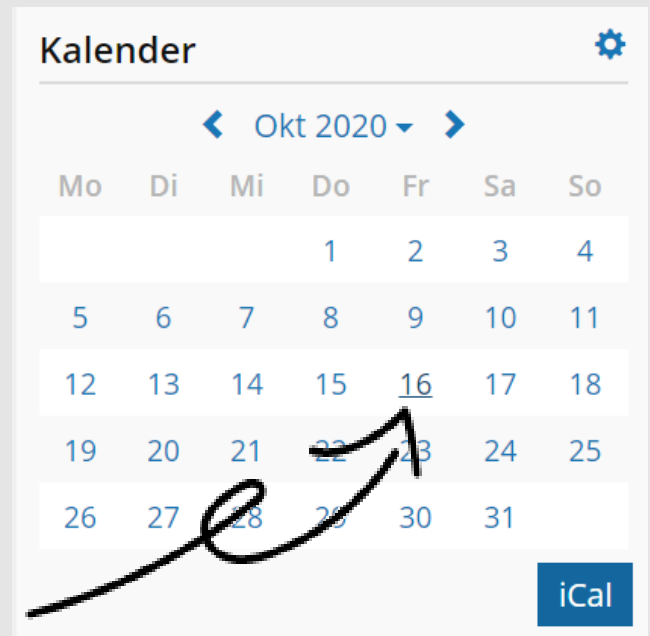 Kalender
Okt 2020
Mo Di Mi Do Fr Sa So
1 2 3 4
5 6 7 8 9 10 11
12 13 14 15 16 17 18
19 20 21 22 23 24 25
26 27 28 29 30 31
iCal